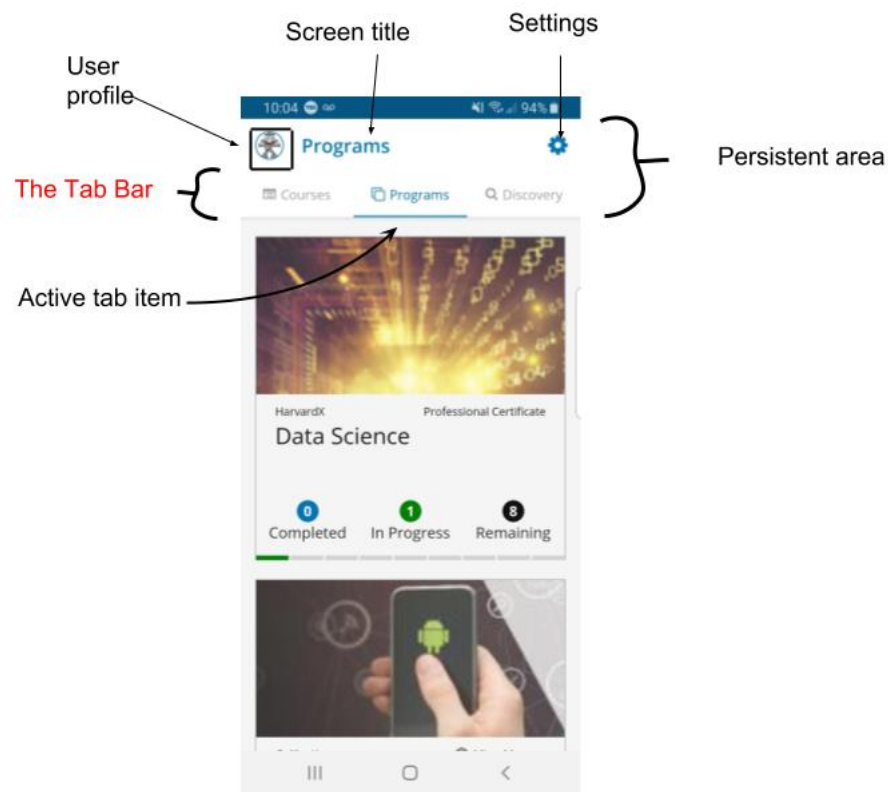 Screen title
Settings
User
profile
10:04 94%
Programs
Persistent area
The Tab Bar
Courses Programs Discovery
Active tab item
HarvardX Professional Certificate
Data Science
0 1 8
Completed In Progress Remaining